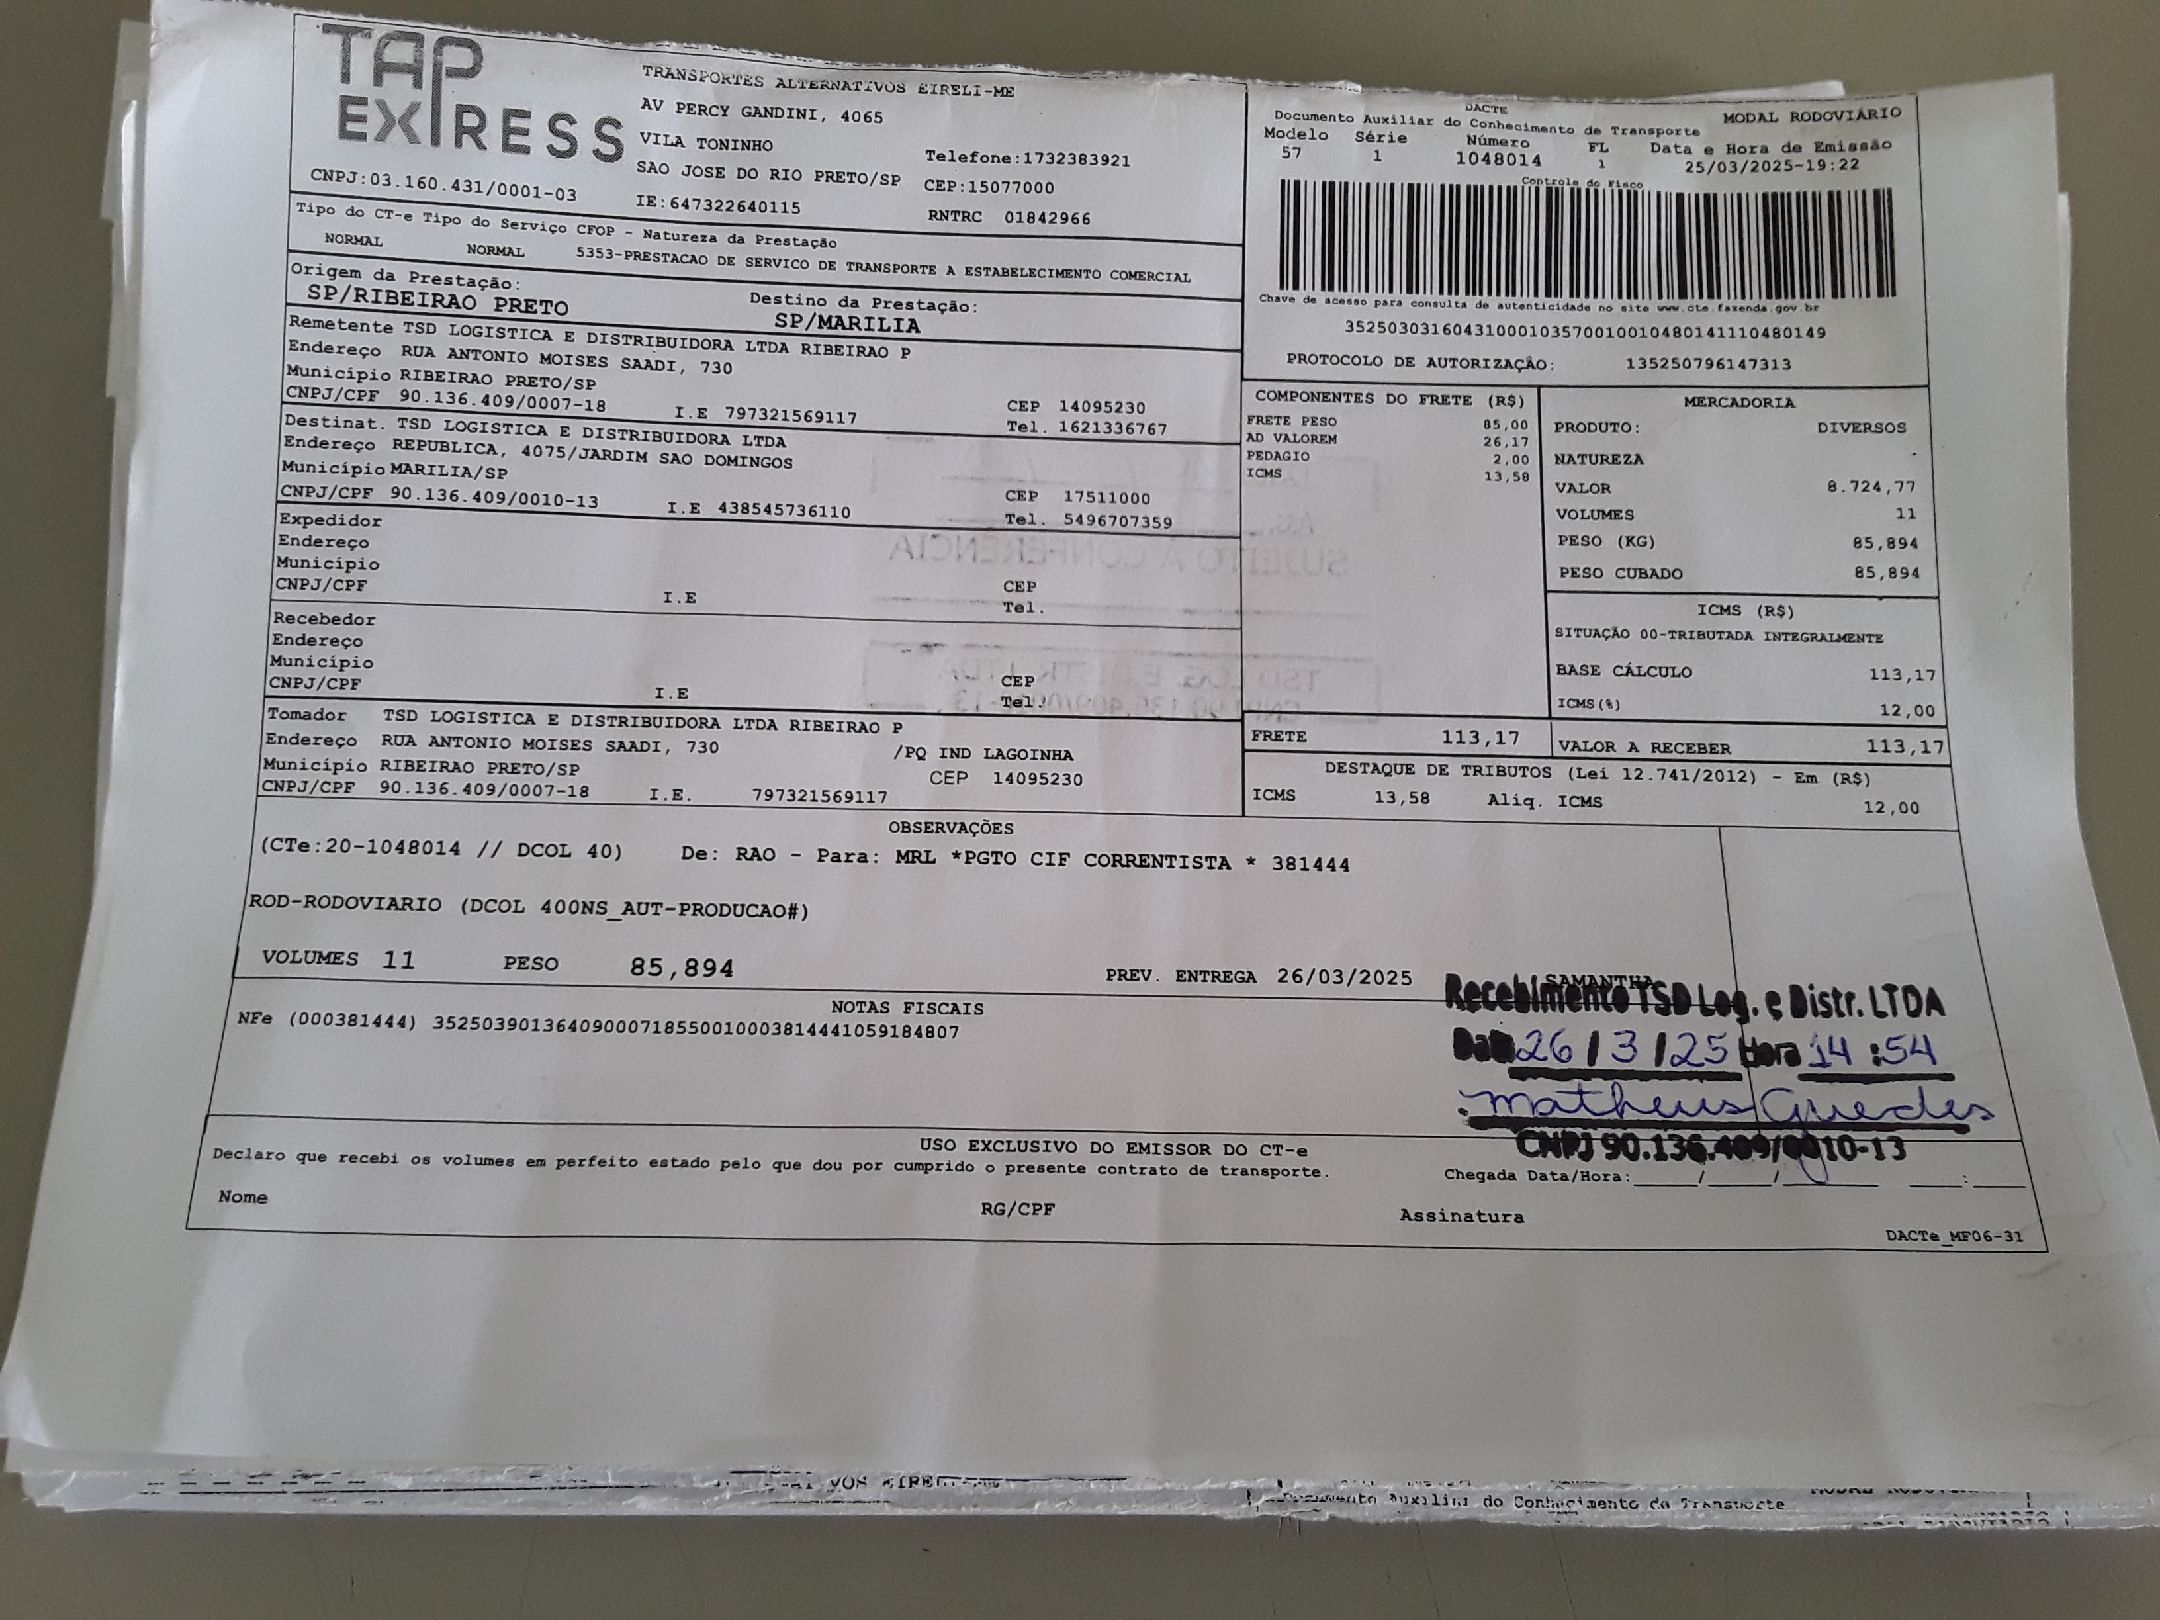 TAP
EXPRESS
TRANSPORTES ALTERNATIVOS EIRELI-ME
AV PERCY GANDINI, 4065
VILA TONINHO
Telefone:1732383921
SAO JOSE DO RIO PRETO/SP CEP:15077000
CNPJ:03.160.431/0001-03
IE:647322640115 RNTRC 01842966
Tipo do CT-e Tipo do Serviço CFOP - Natureza da Prestação
NORMAL NORMAL 5353-PRESTACAO DE SERVICO DE TRANSPORTE A ESTABELECIMENTO COMERCIAL
Origem da Prestação: Destino da Prestação:
SP/RIBEIRAO PRETO SP/MARILIA
DACTE MODAL RODOVIÁRIO
Documento Auxiliar do Conhecimento de Transporte
Modelo Série Número FL Data e Hora de Emissão
57 1 1048014 1 25/03/2025-19:22
Controle do Fisco
Chave de acesso para consulta de autenticidade no site www.cte.fazenda.gov.br
35250303160431000103570010010480141110480149
PROTOCOLO DE AUTORIZAÇÃO: 135250796147313
Remetente TSD LOGISTICA E DISTRIBUIDORA LTDA RIBEIRAO P
Endereço RUA ANTONIO MOISES SAADI, 730
Município RIBEIRAO PRETO/SP CEP 14095230
CNPJ/CPF 90.136.409/0007-18 I.E 797321569117 Tel. 1621336767
Destinat. TSD LOGISTICA E DISTRIBUIDORA LTDA
Endereço REPUBLICA, 4075/JARDIM SAO DOMINGOS
Município MARILIA/SP CEP 17511000
CNPJ/CPF 90.136.409/0010-13 I.E 438545736110 Tel. 5496707359
Expedidor
Endereço
Município CEP
CNPJ/CPF I.E Tel.
Recebedor
Endereço
Município CEP
CNPJ/CPF I.E Tel.
Tomador TSD LOGISTICA E DISTRIBUIDORA LTDA RIBEIRAO P
Endereço RUA ANTONIO MOISES SAADI, 730 /PQ IND LAGOINHA
Município RIBEIRAO PRETO/SP CEP 14095230
CNPJ/CPF 90.136.409/0007-18 I.E. 797321569117
COMPONENTES DO FRETE (R$)
FRETE PESO 85,00
AD VALOREM 26,17
PEDAGIO 2,00
ICMS 13,58
MERCADORIA
PRODUTO: DIVERSOS
NATUREZA
VALOR 8.724,77
VOLUMES 11
PESO (KG) 85,894
PESO CUBADO 85,894
ICMS (R$)
SITUAÇÃO 00-TRIBUTADA INTEGRALMENTE
BASE CÁLCULO 113,17
ICMS(%) 12,00
FRETE 113,17 VALOR A RECEBER 113,17
DESTAQUE DE TRIBUTOS (Lei 12.741/2012) - Em (R$)
ICMS 13,58 Aliq. ICMS 12,00
OBSERVAÇÕES
(CTe:20-1048014 // DCOL 40) De: RAO - Para: MRL *PGTO CIF CORRENTISTA * 381444
ROD-RODOVIARIO (DCOL 400NS_AUT-PRODUCAO#)
VOLUMES 11 PESO 85,894 PREV. ENTREGA 26/03/2025
SAMANTHA
NOTAS FISCAIS
NFe (000381444) 35250390136409000718550010003814441059184807
Recebimento TSD Log. e Distr. LTDA
Data 26/3/25 Hora 14:54
Matheus Guedes
CNPJ 90.136.409/0010-13
USO EXCLUSIVO DO EMISSOR DO CT-e
Declaro que recebi os volumes em perfeito estado pelo que dou por cumprido o presente contrato de transporte.
Chegada Data/Hora:_____/_____/_______ ____:____
Nome RG/CPF Assinatura
DACTe_MF06-31
Documento Auxiliar do Conhecimento de Transporte